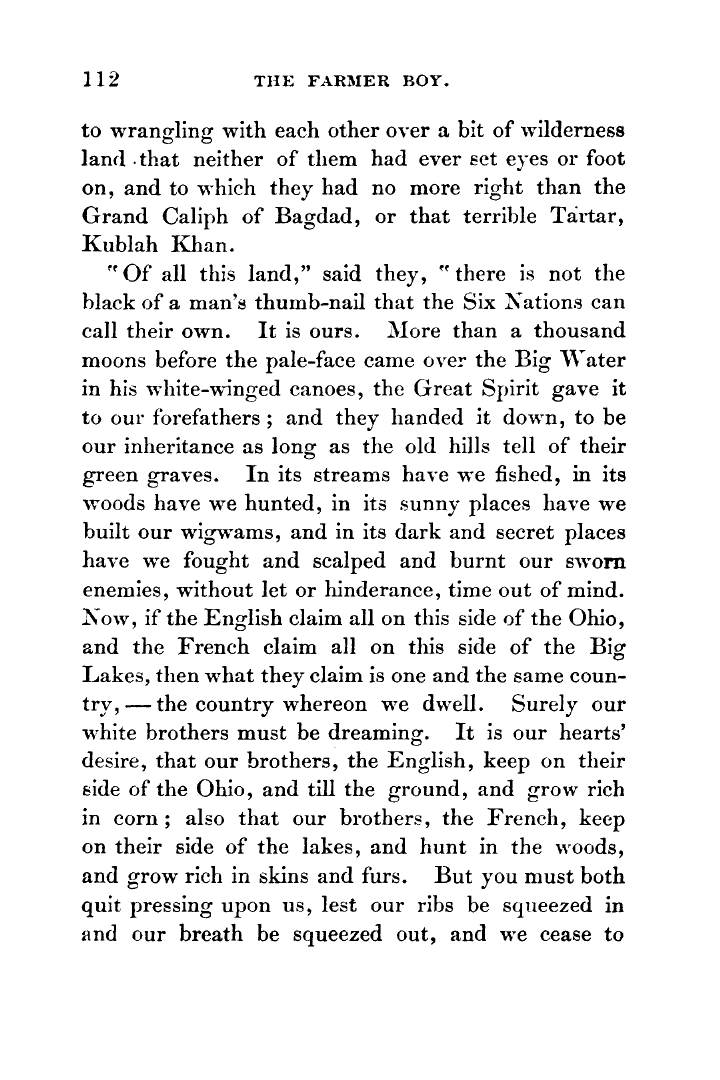 112 THE FARMER BOY.
to wrangling with each other over a bit of wilderness
land that neither of them had ever set eyes or foot
on, and to which they had no more right than the
Grand Caliph of Bagdad, or that terrible Tartar,
Kublah Khan.
"Of all this land," said they, "there is not the
black of a man's thumb-nail that the Six Nations can
call their own. It is ours. More than a thousand
moons before the pale-face came over the Big Water
in his white-winged canoes, the Great Spirit gave it
to our forefathers; and they handed it down, to be
our inheritance as long as the old hills tell of their
green graves. In its streams have we fished, in its
woods have we hunted, in its sunny places have we
built our wigwams, and in its dark and secret places
have we fought and scalped and burnt our sworn
enemies, without let or hinderance, time out of mind.
Now, if the English claim all on this side of the Ohio,
and the French claim all on this side of the Big
Lakes, then what they claim is one and the same coun-
try, — the country whereon we dwell. Surely our
white brothers must be dreaming. It is our hearts'
desire, that our brothers, the English, keep on their
side of the Ohio, and till the ground, and grow rich
in corn; also that our brothers, the French, keep
on their side of the lakes, and hunt in the woods,
and grow rich in skins and furs. But you must both
quit pressing upon us, lest our ribs be squeezed in
and our breath be squeezed out, and we cease to